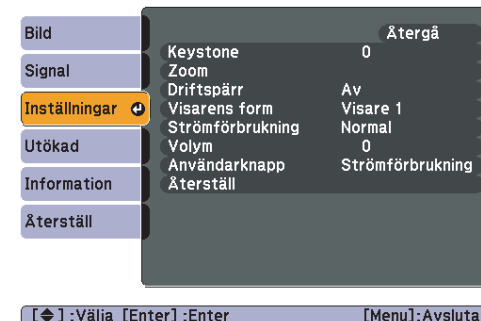 Bild
Signal
Inställningar
Utökad
Information
Återställ
Återgå
Keystone 0
Zoom
Driftspärr Av
Visarens form Visare 1
Strömförbrukning Normal
Volym 0
Användarknapp Strömförbrukning
Återställ
[◆] :Välja [Enter] :Enter [Menu]:Avsluta